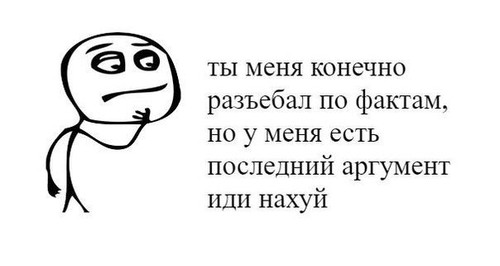 ты меня конечно
разъебал по фактам,
но у меня есть
последний аргумент
иди нахуй